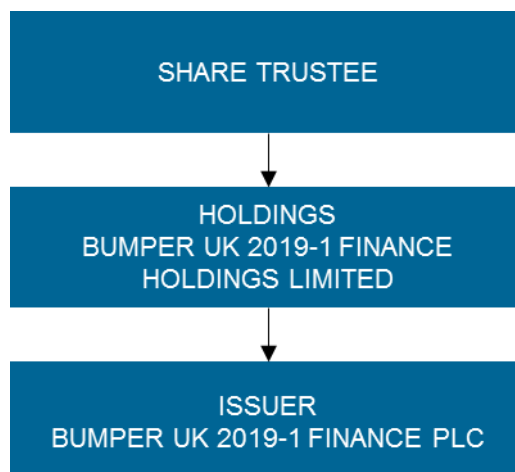 SHARE TRUSTEE
HOLDINGS
BUMPER UK 2019-1 FINANCE
HOLDINGS LIMITED
ISSUER
BUMPER UK 2019-1 FINANCE PLC